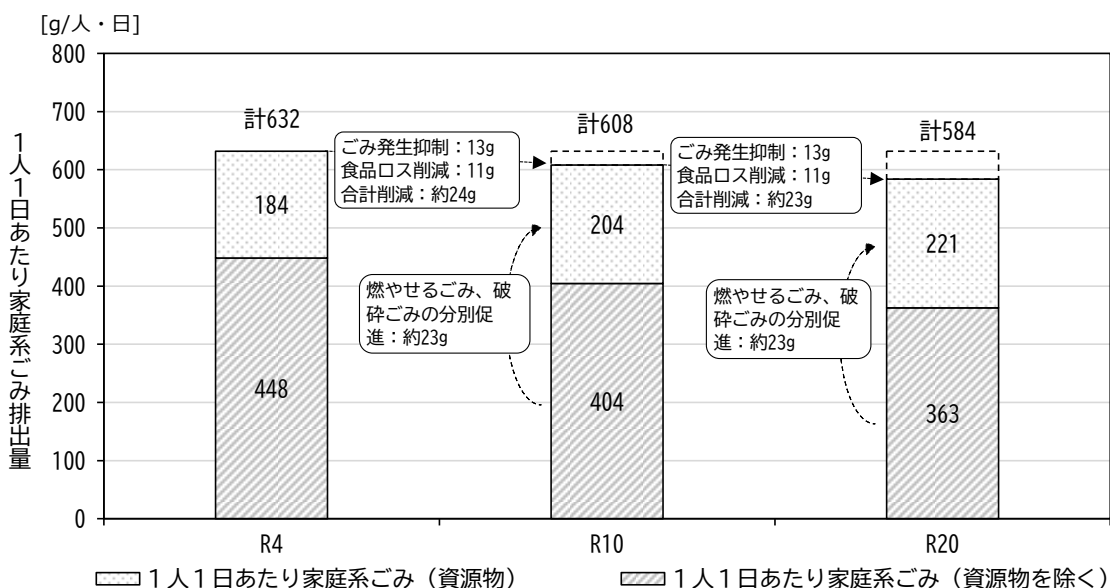 [g/人・日]
1人1日あたり家庭系ごみ排出量
800
700
600
500
400
300
200
100
0
計632
184
448
ごみ発生抑制：13g
食品ロス削減：11g
合計削減：約24g
燃やせるごみ、破
砕ごみの分別促
進：約23g
計608
204
404
ごみ発生抑制：13g
食品ロス削減：11g
合計削減：約23g
燃やせるごみ、破
砕ごみの分別促
進：約23g
計584
221
363
R4
R10
R20
1人1日あたり家庭系ごみ（資源物）
1人1日あたり家庭系ごみ（資源物を除く）